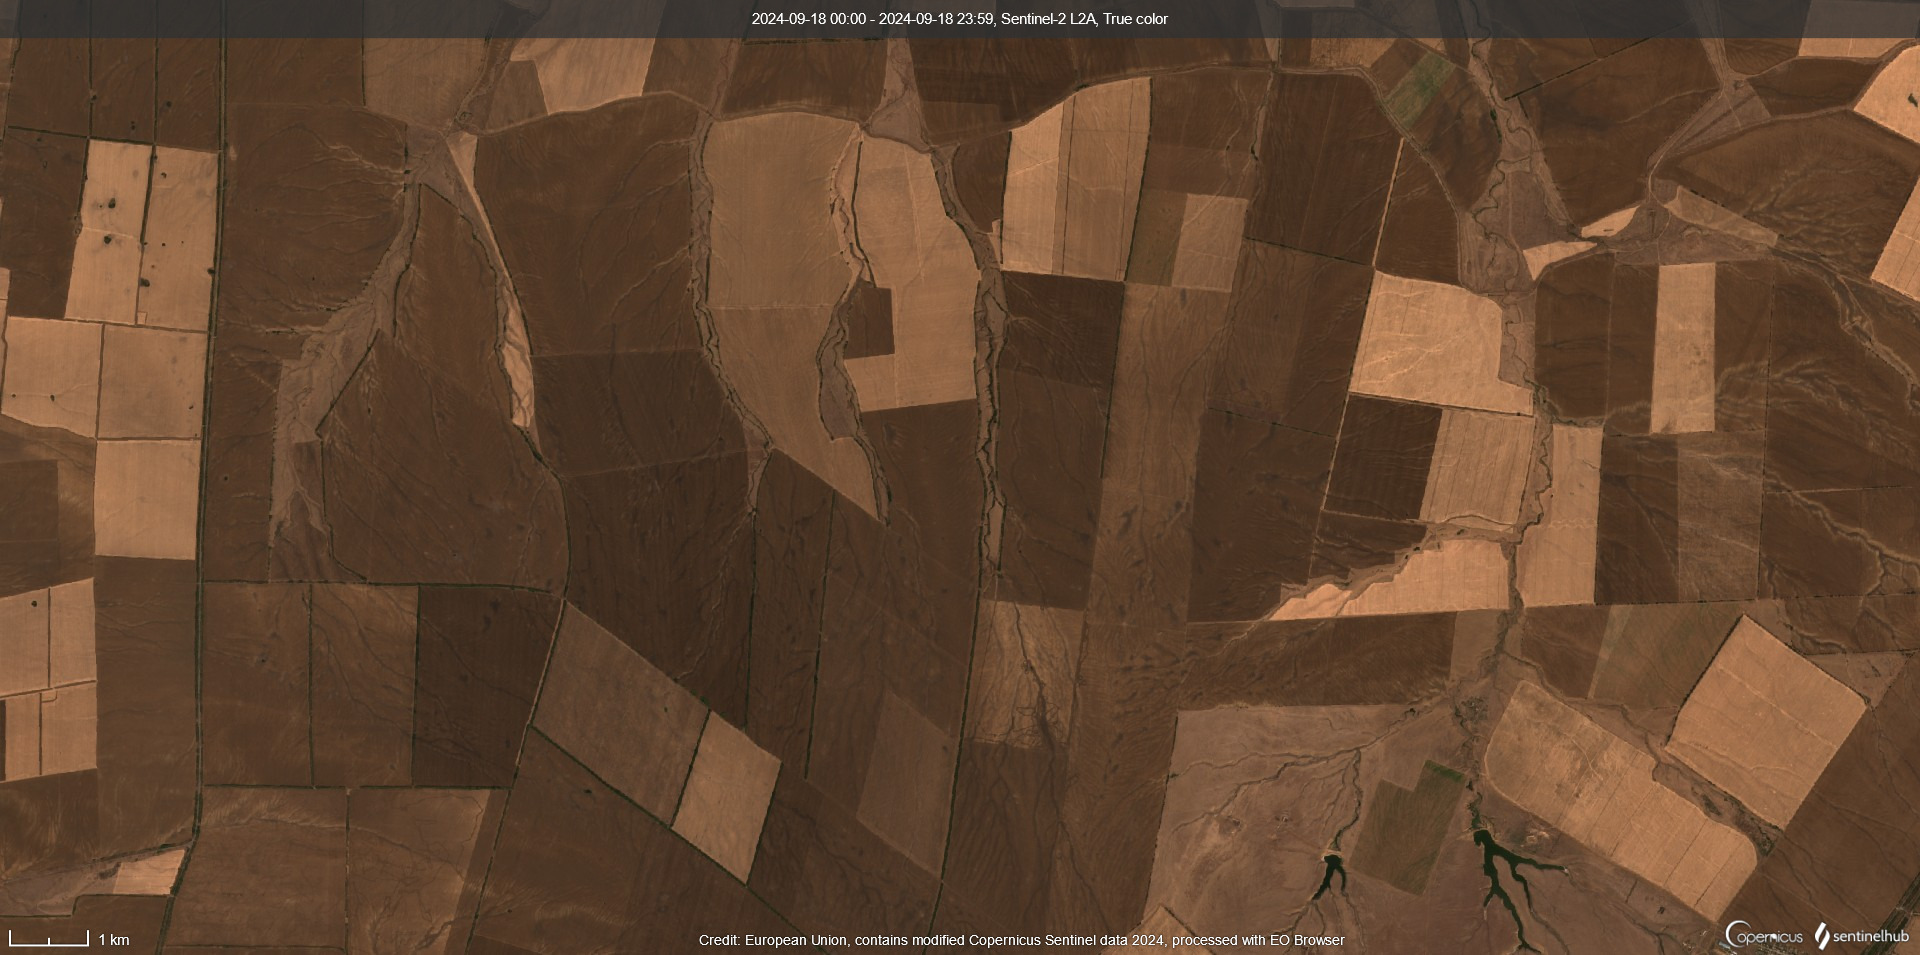 2024-09-18 00:00 - 2024-09-18 23:59, Sentinel-2 L2A, True color
1 km
Credit: European Union, contains modified Copernicus Sentinel data 2024, processed with EO Browser
opernicus
sentinelhub